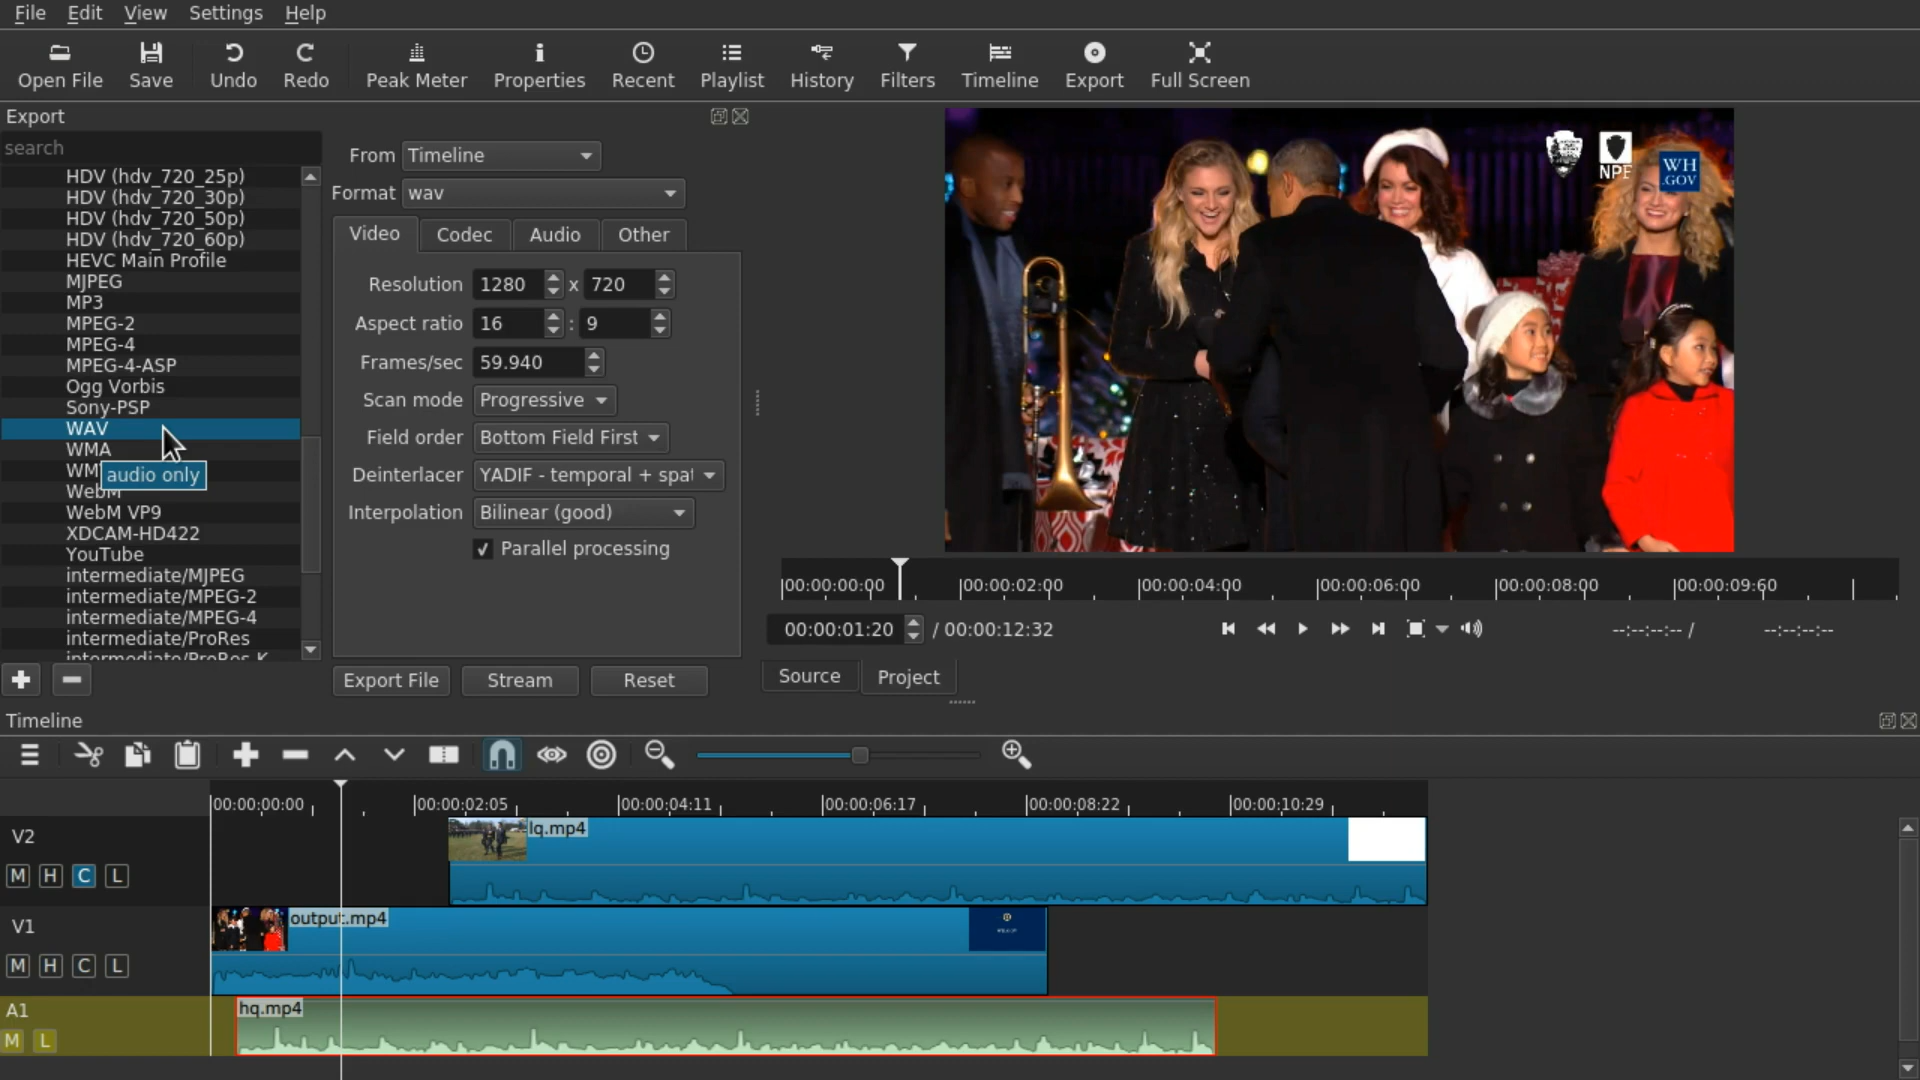 File Edit View Settings Help
Open File Save Undo Redo Peak Meter Properties Recent Playlist History Filters Timeline Export Full Screen
Export
search
HDV (hdv_720_25p)
HDV (hdv_720_30p)
HDV (hdv_720_50p)
HDV (hdv_720_60p)
HEVC Main Profile
MJPEG
MP3
MPEG-2
MPEG-4
MPEG-4-ASP
Ogg Vorbis
Sony-PSP
WAV
WMA
WM
audio only
WebM
WebM VP9
XDCAM-HD422
YouTube
intermediate/MJPEG
intermediate/MPEG-2
intermediate/MPEG-4
intermediate/ProRes
intermediate/ProRes K
From Timeline
Format wav
Video Codec Audio Other
Resolution 1280 x 720
Aspect ratio 16 : 9
Frames/sec 59.940
Scan mode Progressive
Field order Bottom Field First
Deinterlacer YADIF - temporal + spat
Interpolation Bilinear (good)
Parallel processing
Export File Stream Reset
NPF
WH
.GOV
00:00:00:00 00:00:02:00 00:00:04:00 00:00:06:00 00:00:08:00 00:00:09:60
00:00:01:20 / 00:00:12:32 --:--:--:-- / --:--:--:--
Source Project
Timeline
00:00:00:00 00:00:02:05 00:00:04:11 00:00:06:17 00:00:08:22 00:00:10:29
V2 lq.mp4
M H C L
V1 output.mp4
M H C L
A1 hq.mp4
M L